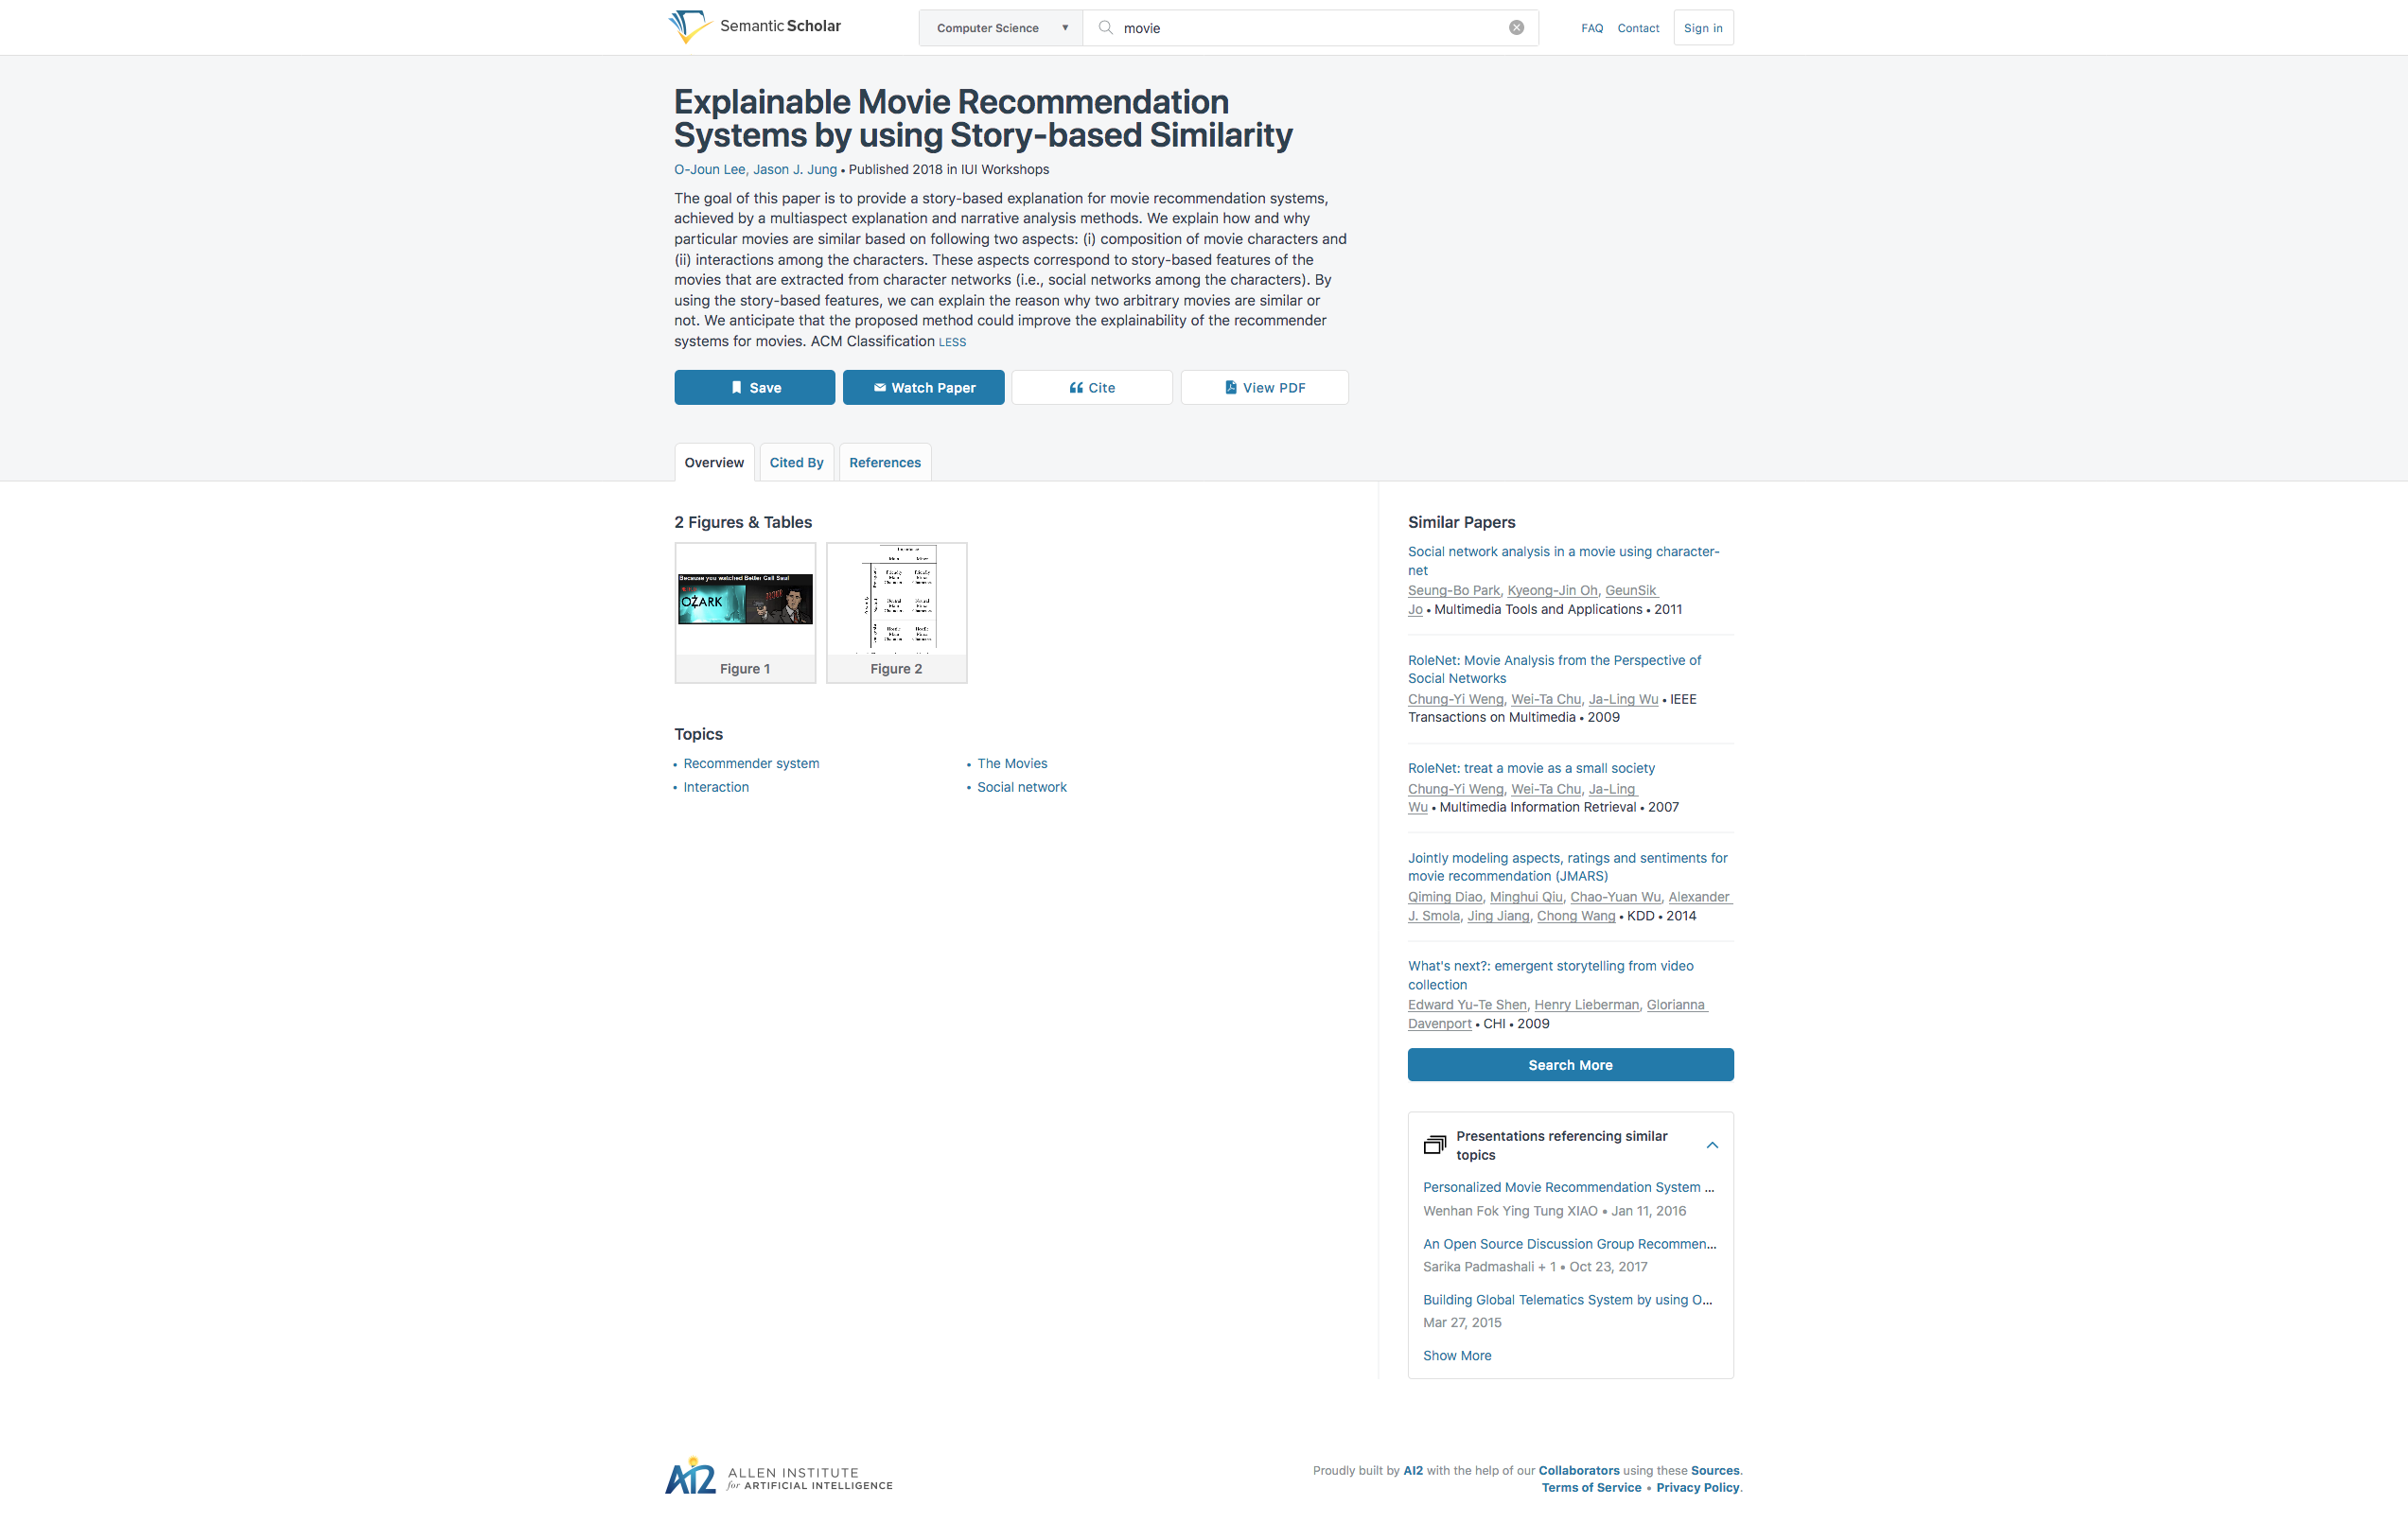 Semantic Scholar
Computer Science ▼
movie
FAQ Contact Sign in
Explainable Movie Recommendation
Systems by using Story-based Similarity
O-Joun Lee, Jason J. Jung • Published 2018 in IUI Workshops
The goal of this paper is to provide a story-based explanation for movie recommendation systems,
achieved by a multiaspect explanation and narrative analysis methods. We explain how and why
particular movies are similar based on following two aspects: (i) composition of movie characters and
(ii) interactions among the characters. These aspects correspond to story-based features of the
movies that are extracted from character networks (i.e., social networks among the characters). By
using the story-based features, we can explain the reason why two arbitrary movies are similar or
not. We anticipate that the proposed method could improve the explainability of the recommender
systems for movies. ACM Classification LESS
Save
Watch Paper
Cite
View PDF
Overview
Cited By
References
2 Figures & Tables
Because you watched Better Call Saul
OZARK
Figure 1
Figure 2
Topics
• Recommender system
• The Movies
• Interaction
• Social network
Similar Papers
Social network analysis in a movie using character-
net
Seung-Bo Park, Kyeong-Jin Oh, GeunSik
Jo • Multimedia Tools and Applications • 2011
RoleNet: Movie Analysis from the Perspective of
Social Networks
Chung-Yi Weng, Wei-Ta Chu, Ja-Ling Wu • IEEE
Transactions on Multimedia • 2009
RoleNet: treat a movie as a small society
Chung-Yi Weng, Wei-Ta Chu, Ja-Ling
Wu • Multimedia Information Retrieval • 2007
Jointly modeling aspects, ratings and sentiments for
movie recommendation (JMARS)
Qiming Diao, Minghui Qiu, Chao-Yuan Wu, Alexander
J. Smola, Jing Jiang, Chong Wang • KDD • 2014
What's next?: emergent storytelling from video
collection
Edward Yu-Te Shen, Henry Lieberman, Glorianna
Davenport • CHI • 2009
Search More
Presentations referencing similar
topics
Personalized Movie Recommendation System ...
Wenhan Fok Ying Tung XIAO • Jan 11, 2016
An Open Source Discussion Group Recommen...
Sarika Padmashali + 1 • Oct 23, 2017
Building Global Telematics System by using O...
Mar 27, 2015
Show More
AI2
ALLEN INSTITUTE
for ARTIFICIAL INTELLIGENCE
Proudly built by AI2 with the help of our Collaborators using these Sources.
Terms of Service • Privacy Policy.